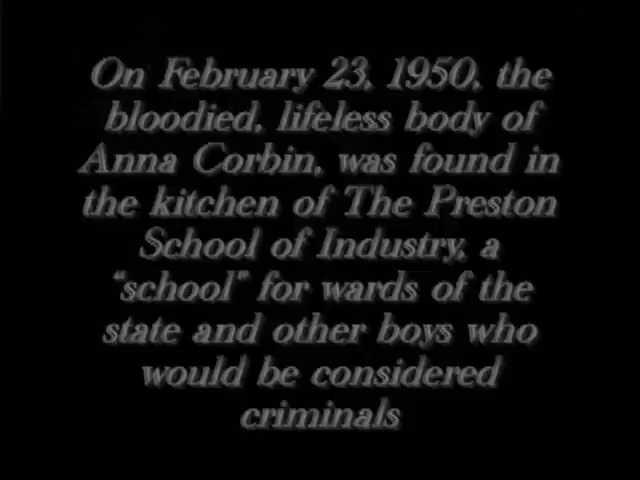 On February 23, 1950, the
bloodied, lifeless body of
Anna Corbin, was found in
the kitchen of The Preston
School of Industry, a
"school" for wards of the
state and other boys who
would be considered
criminals